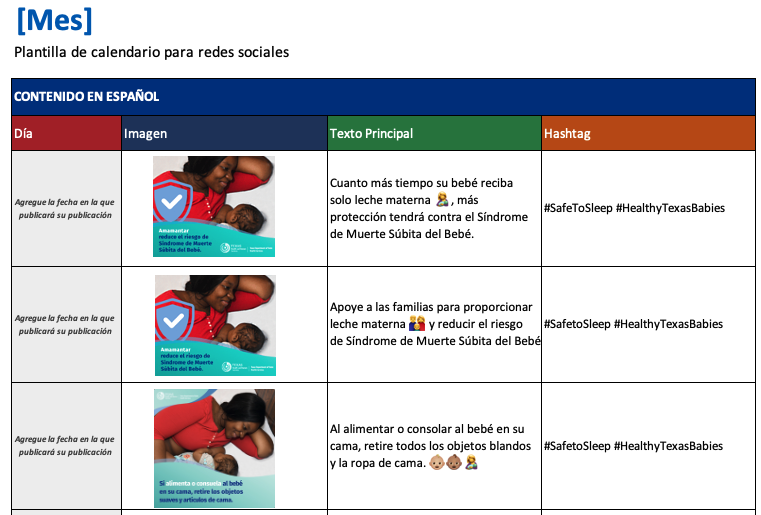 [Mes]
Plantilla de calendario para redes sociales
CONTENIDO EN ESPAÑOL
Día Imagen Texto Principal Hashtag
Agregue la fecha en la que
publicará su publicación
Amamantar
reduce el riesgo de
Síndrome de Muerte
Súbita del Bebé.
Cuanto más tiempo su bebé reciba
solo leche materna 🤱, más
protección tendrá contra el Síndrome
de Muerte Súbita del Bebé.
#SafeToSleep #HealthyTexasBabies
Agregue la fecha en la que
publicará su publicación
Amamantar
reduce el riesgo de
Síndrome de Muerte
Súbita del Bebé.
Apoye a las familias para proporcionar
leche materna 👪 y reducir el riesgo
de Síndrome de Muerte Súbita del Bebé
#SafetoSleep #HealthyTexasBabies
Agregue la fecha en la que
publicará su publicación
Si alimenta o consuela al bebé
en su cama, retire los objetos
suaves y artículos de cama.
Al alimentar o consolar al bebé en su
cama, retire todos los objetos blandos
y la ropa de cama. 👶🏼👶🏾🤱
#SafetoSleep #HealthyTexasBabies